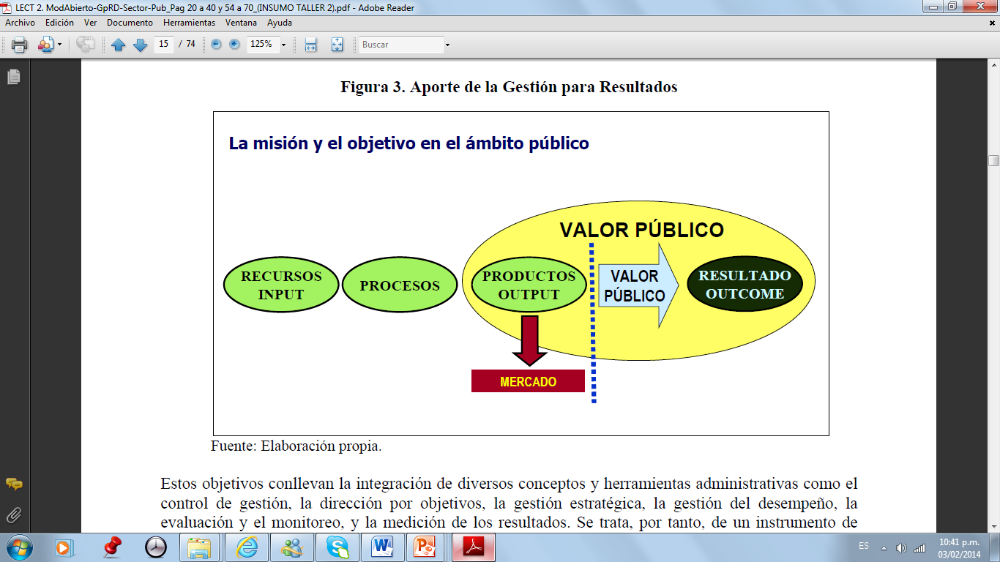 LECT 2. ModAbierto-GpRD-Sector-Pub_Pag 20 a 40 y 54 a 70_(INSUMO TALLER 2).pdf - Adobe Reader
Archivo Edición Ver Documento Herramientas Ventana Ayuda
15 / 74 125% Buscar
Figura 3. Aporte de la Gestión para Resultados
La misión y el objetivo en el ámbito público
VALOR PÚBLICO
RECURSOS
INPUT
PROCESOS
PRODUCTOS
OUTPUT
VALOR
PÚBLICO
RESULTADO
OUTCOME
MERCADO
Fuente: Elaboración propia.
Estos objetivos conllevan la integración de diversos conceptos y herramientas administrativas como el
control de gestión, la dirección por objetivos, la gestión estratégica, la gestión del desempeño, la
evaluación y el monitoreo, y la medición de los resultados. Se trata, por tanto, de un instrumento de
ES
10:41 p.m.
03/02/2014